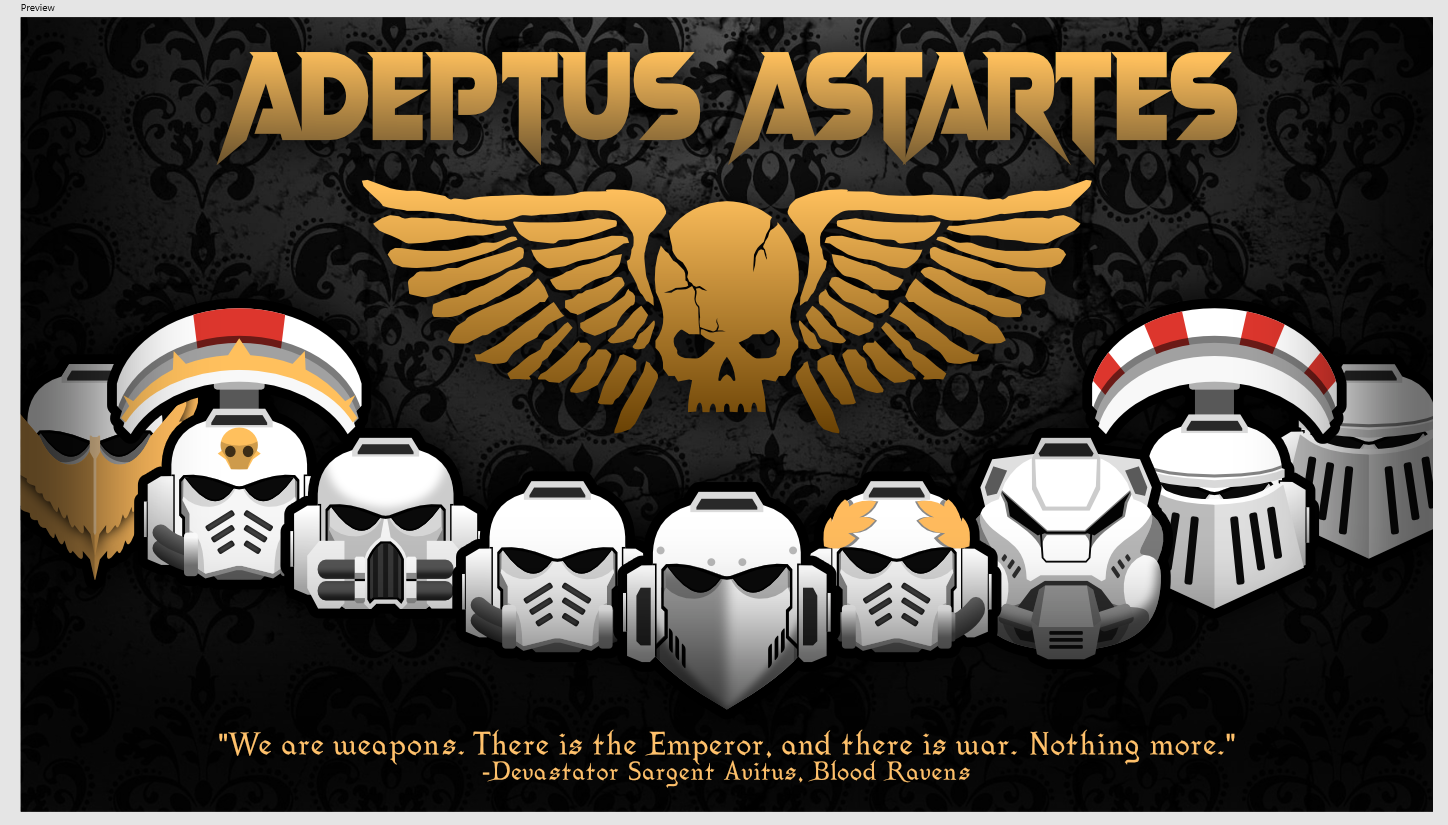 Preview
ADEPTUS ASTARTES
"We are weapons. There is the Emperor, and there is war. Nothing more."
-Devastator Sargent Avitus, Blood Ravens